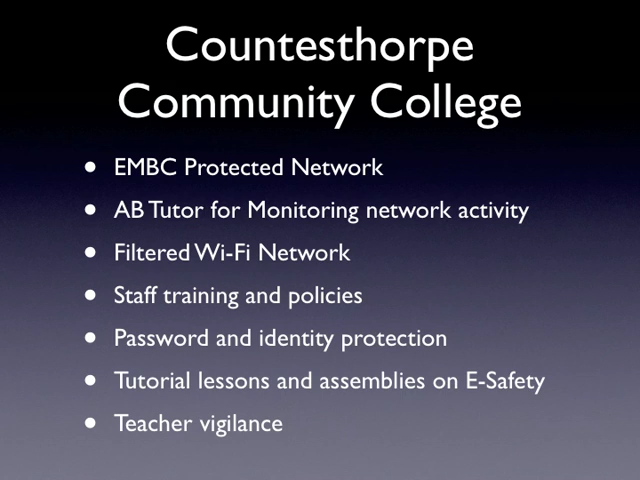 Countesthorpe
Community College
• EMBC Protected Network
• AB Tutor for Monitoring network activity
• Filtered Wi-Fi Network
• Staff training and policies
• Password and identity protection
• Tutorial lessons and assemblies on E-Safety
• Teacher vigilance